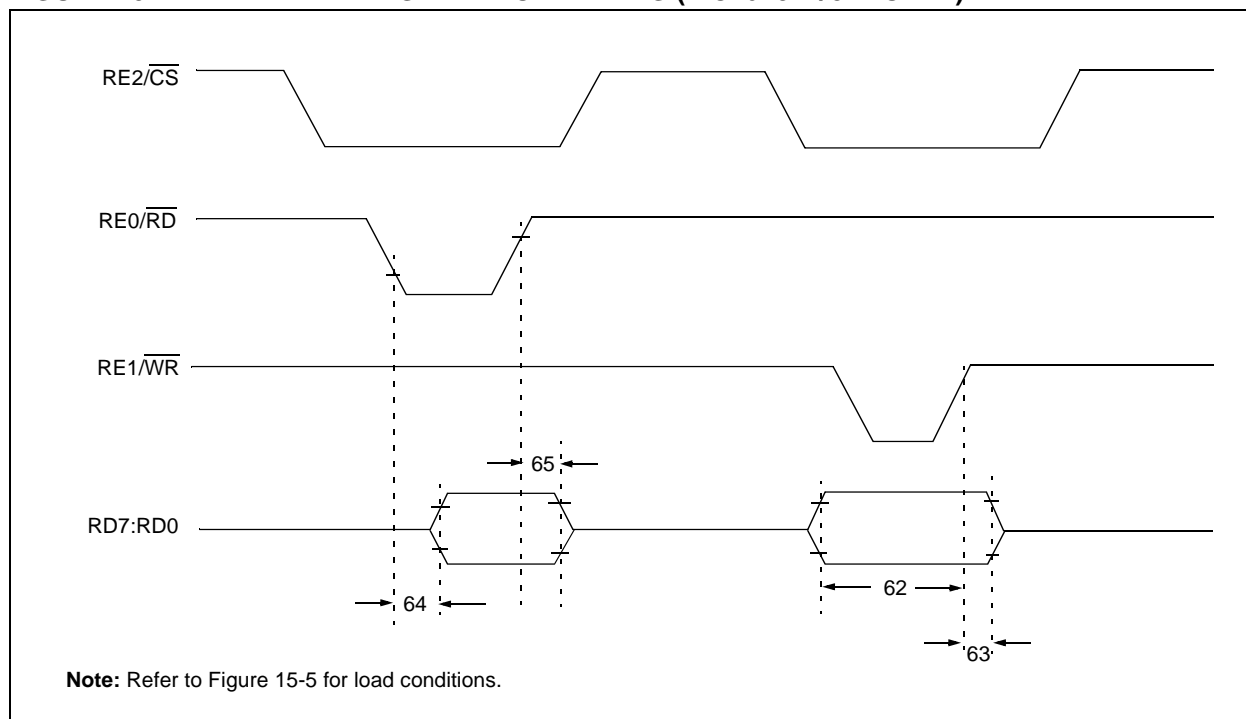 RE2/CS
RE0/RD
RE1/WR
65
RD7:RD0
64
62
63
Note: Refer to Figure 15-5 for load conditions.